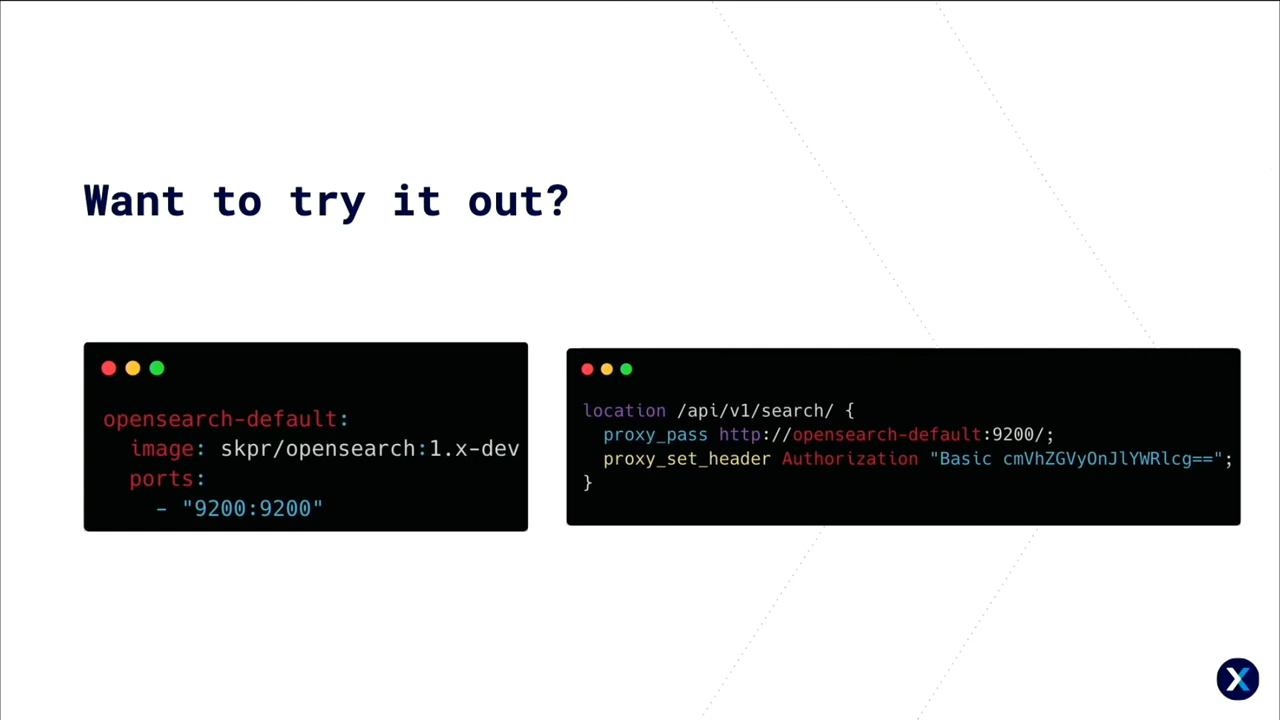 Want to try it out?
opensearch-default:
image: skpr/opensearch:1.x-dev
ports:
- "9200:9200"
location /api/v1/search/ {
proxy_pass http://opensearch-default:9200/;
proxy_set_header Authorization "Basic cmVhZGVyOnJlYWRlcg==";
}
X